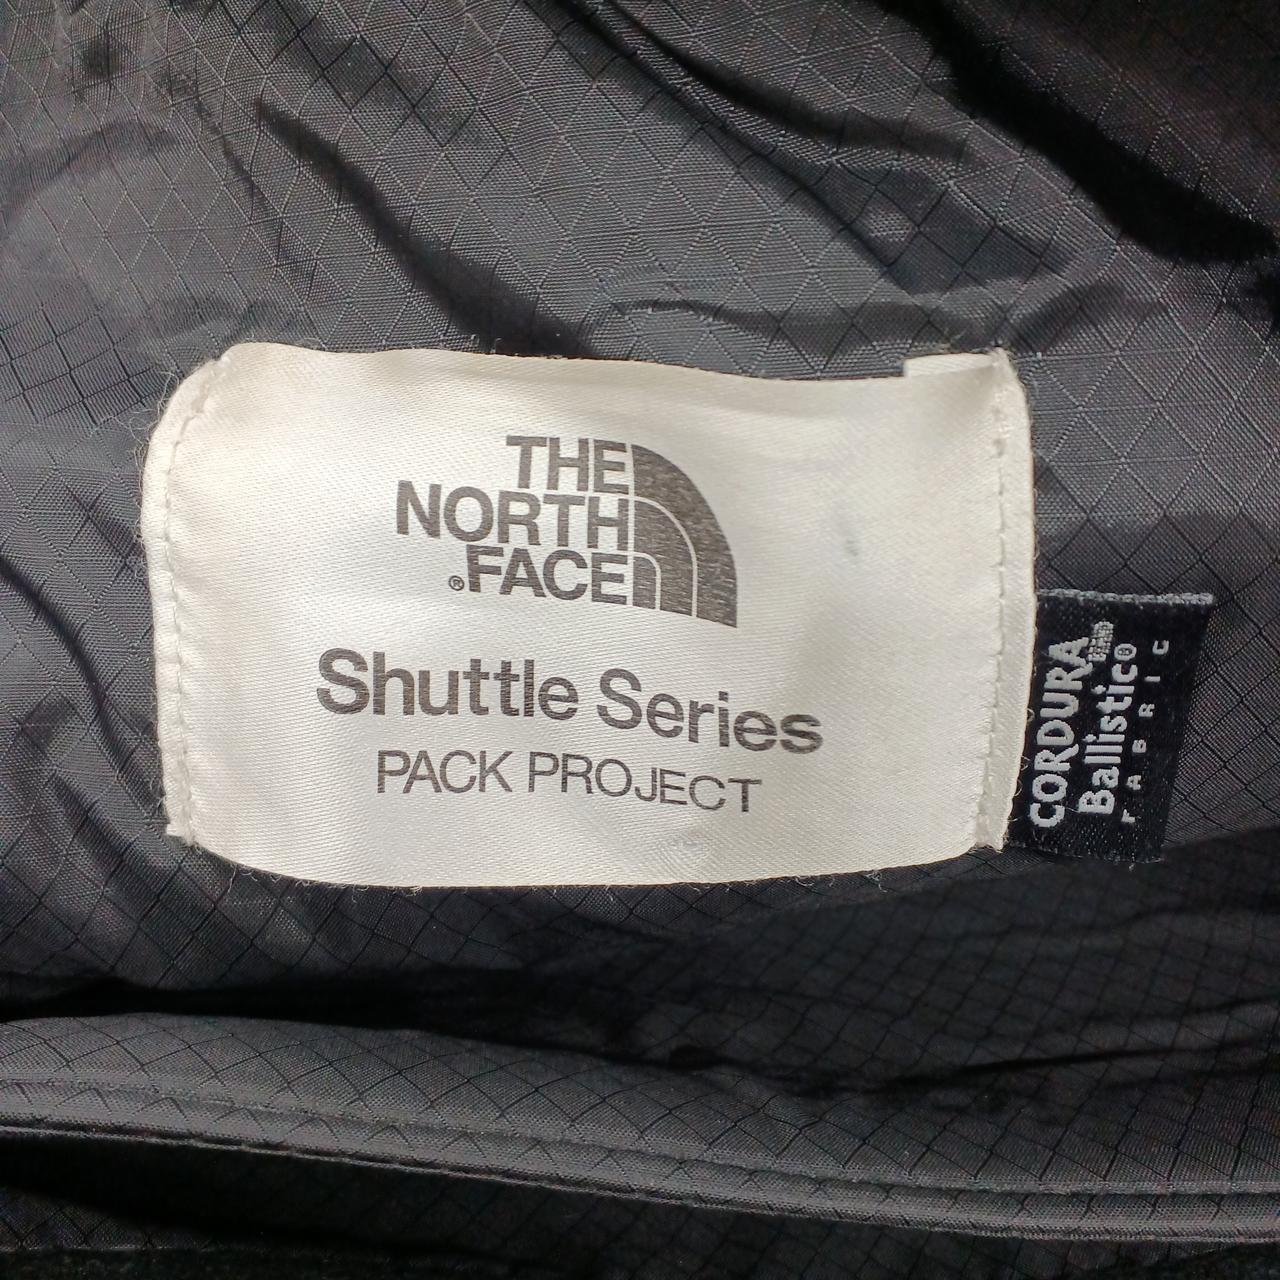 THE
NORTH
®FACE
Shuttle Series
PACK PROJECT
CORDURA
Ballistic
FABRIC